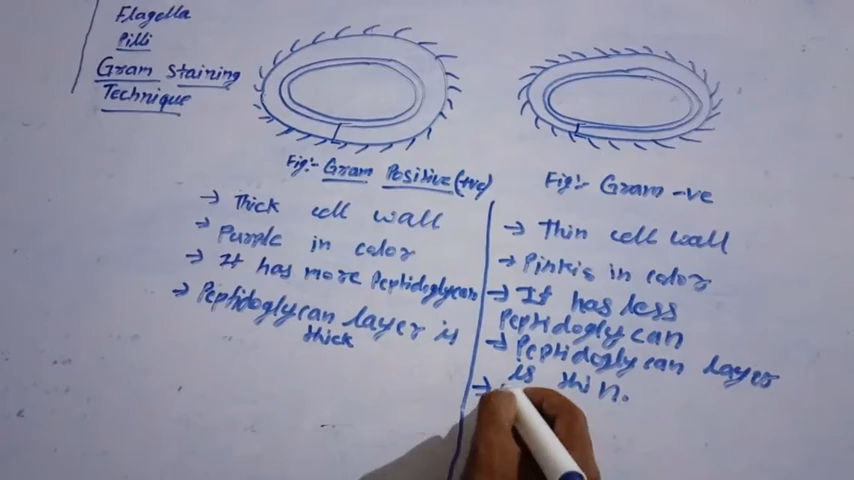 Flagella
Pilli
Gram staining
Technique
Fig:- Gram Positive (+ve)
→ Thick cell wall
→ Purple in color
→ It has more Peptidoglycan
→ Peptidoglycan layer is
thick
Fig:- Gram -ve
→ Thin cell wall
→ Pinkis in color
→ It has less
Peptidoglycan
→ Peptidoglycan layer
is thin.
→